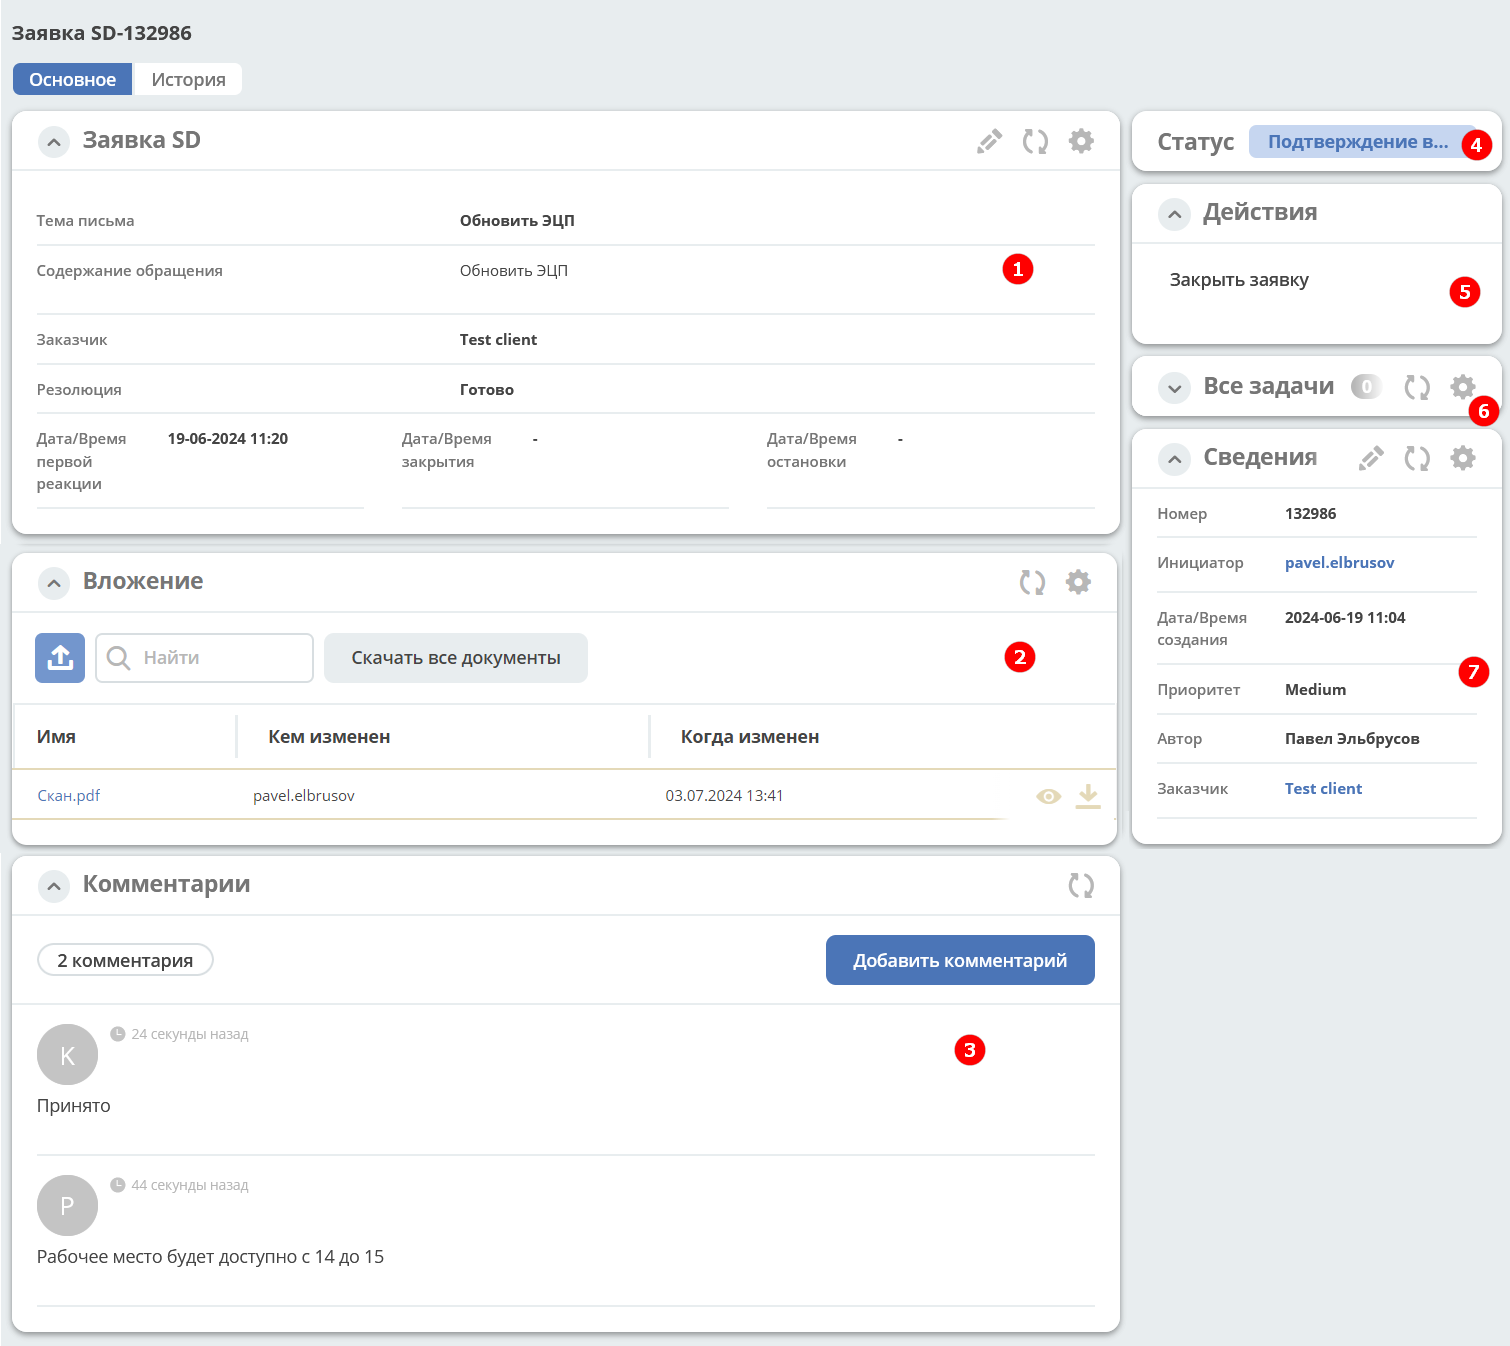 Заявка SD-132986
Основное
История
Заявка SD
Тема письма
Обновить ЭЦП
Содержание обращения
Обновить ЭЦП
1
Заказчик
Test client
Резолюция
Готово
Дата/Время
первой
реакции
19-06-2024 11:20
Дата/Время
закрытия
-
Дата/Время
остановки
-
Вложение
Найти
Скачать все документы
2
Имя
Кем изменен
Когда изменен
Скан.pdf
pavel.elbrusov
03.07.2024 13:41
Комментарии
2 комментария
Добавить комментарий
K
24 секунды назад
3
Принято
P
44 секунды назад
Рабочее место будет доступно с 14 до 15
Статус
Подтверждение в...
4
Действия
Закрыть заявку
5
Все задачи
0
6
Сведения
Номер
132986
Инициатор
pavel.elbrusov
Дата/Время
создания
2024-06-19 11:04
7
Приоритет
Medium
Автор
Павел Эльбрусов
Заказчик
Test client